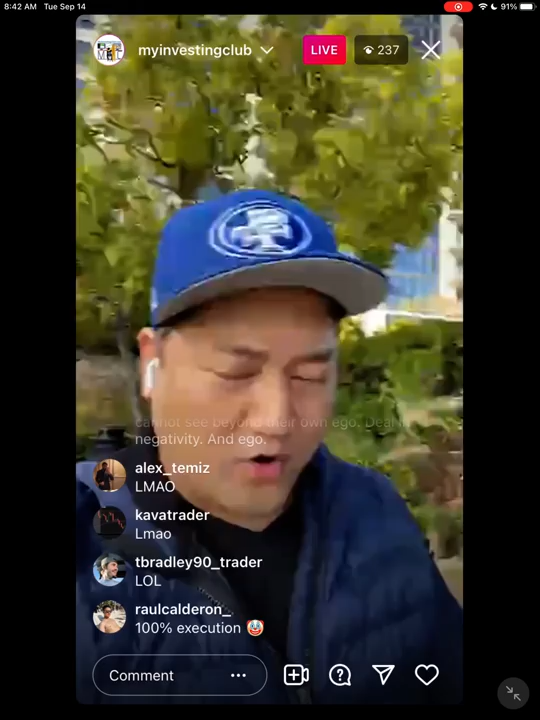 8:42 AM Tue Sep 14
91%
myinvestingclub
LIVE
237
cannot see beyond their own ego. Deal
negativity. And ego.
alex_temiz
LMAO
kavatrader
Lmao
tbradley90_trader
LOL
raulcalderon_
100% execution 🤡
Comment